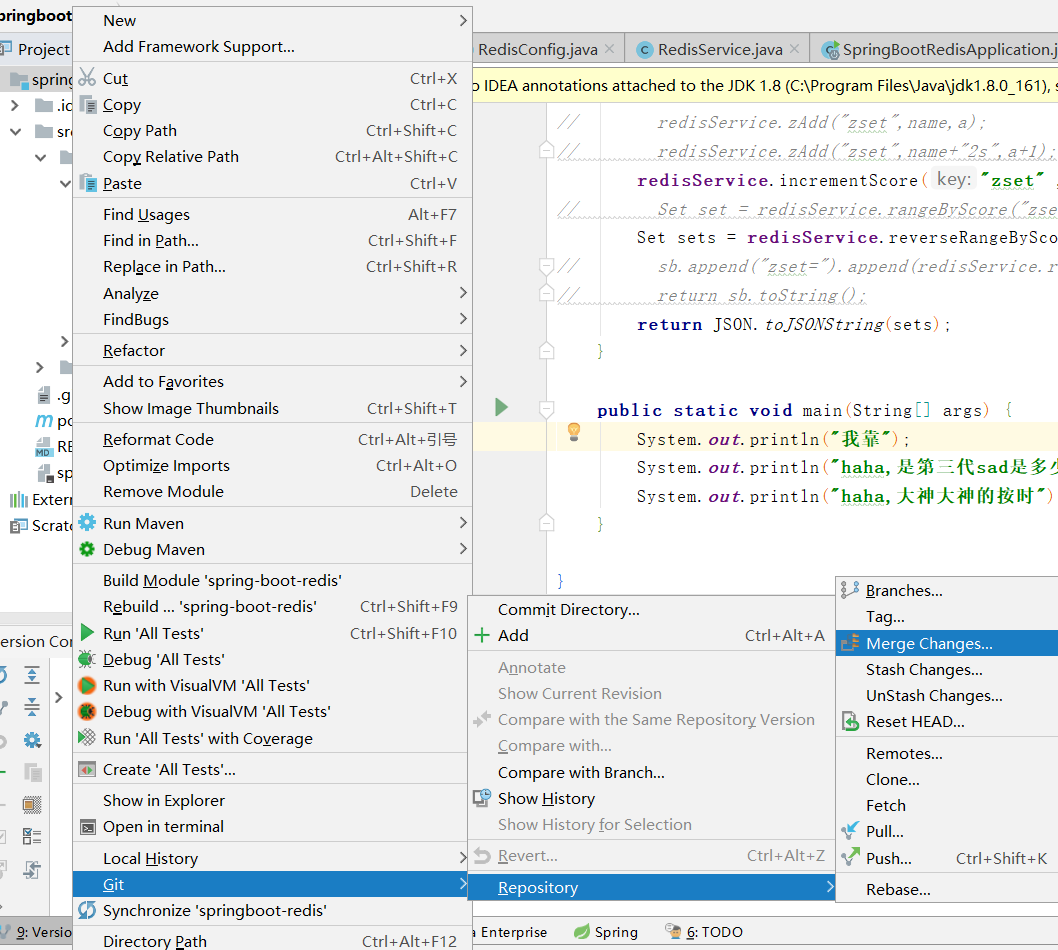 pringboot
Project
spring
.ic
src
.g
po
RE
sp
Extern
Scratc
ersion Con
9: Versio
New
Add Framework Support...
Cut Ctrl+X
Copy Ctrl+C
Copy Path Ctrl+Shift+C
Copy Relative Path Ctrl+Alt+Shift+C
Paste Ctrl+V
Find Usages Alt+F7
Find in Path... Ctrl+Shift+F
Replace in Path... Ctrl+Shift+R
Analyze
FindBugs
Refactor
Add to Favorites
Show Image Thumbnails Ctrl+Shift+T
Reformat Code Ctrl+Alt+引号
Optimize Imports Ctrl+Alt+O
Remove Module Delete
Run Maven
Debug Maven
Build Module 'spring-boot-redis'
Rebuild ... 'spring-boot-redis' Ctrl+Shift+F9
Run 'All Tests' Ctrl+Shift+F10
Debug 'All Tests'
Run with VisualVM 'All Tests'
Debug with VisualVM 'All Tests'
Run 'All Tests' with Coverage
Create 'All Tests'...
Show in Explorer
Open in terminal
Local History
Git
Synchronize 'springboot-redis'
Directory Path Ctrl+Alt+F12
RedisConfig.java
RedisService.java
SpringBootRedisApplication.j
o IDEA annotations attached to the JDK 1.8 (C:\Program Files\Java\jdk1.8.0_161), s
// redisService.zAdd("zset",name,a);
// redisService.zAdd("zset",name+"2s",a+1);
redisService.incrementScore( key: "zset" ,
// Set set = redisService.rangeByScore("zse
Set sets = redisService.reverseRangeBySco
// sb.append("zset=").append(redisService.r
// return sb.toString();
return JSON.toJSONString(sets);
}
public static void main(String[] args) {
System.out.println("我靠");
System.out.println("haha,是第三代sad是多少
System.out.println("haha,大神大神的按时")
}
}
Commit Directory...
Add Ctrl+Alt+A
Annotate
Show Current Revision
Compare with the Same Repository Version
Compare with...
Compare with Branch...
Show History
Show History for Selection
Revert... Ctrl+Alt+Z
Repository
Branches...
Tag...
Merge Changes...
Stash Changes...
UnStash Changes...
Reset HEAD...
Remotes...
Clone...
Fetch
Pull...
Push... Ctrl+Shift+K
Rebase...
a Enterprise
Spring
6: TODO